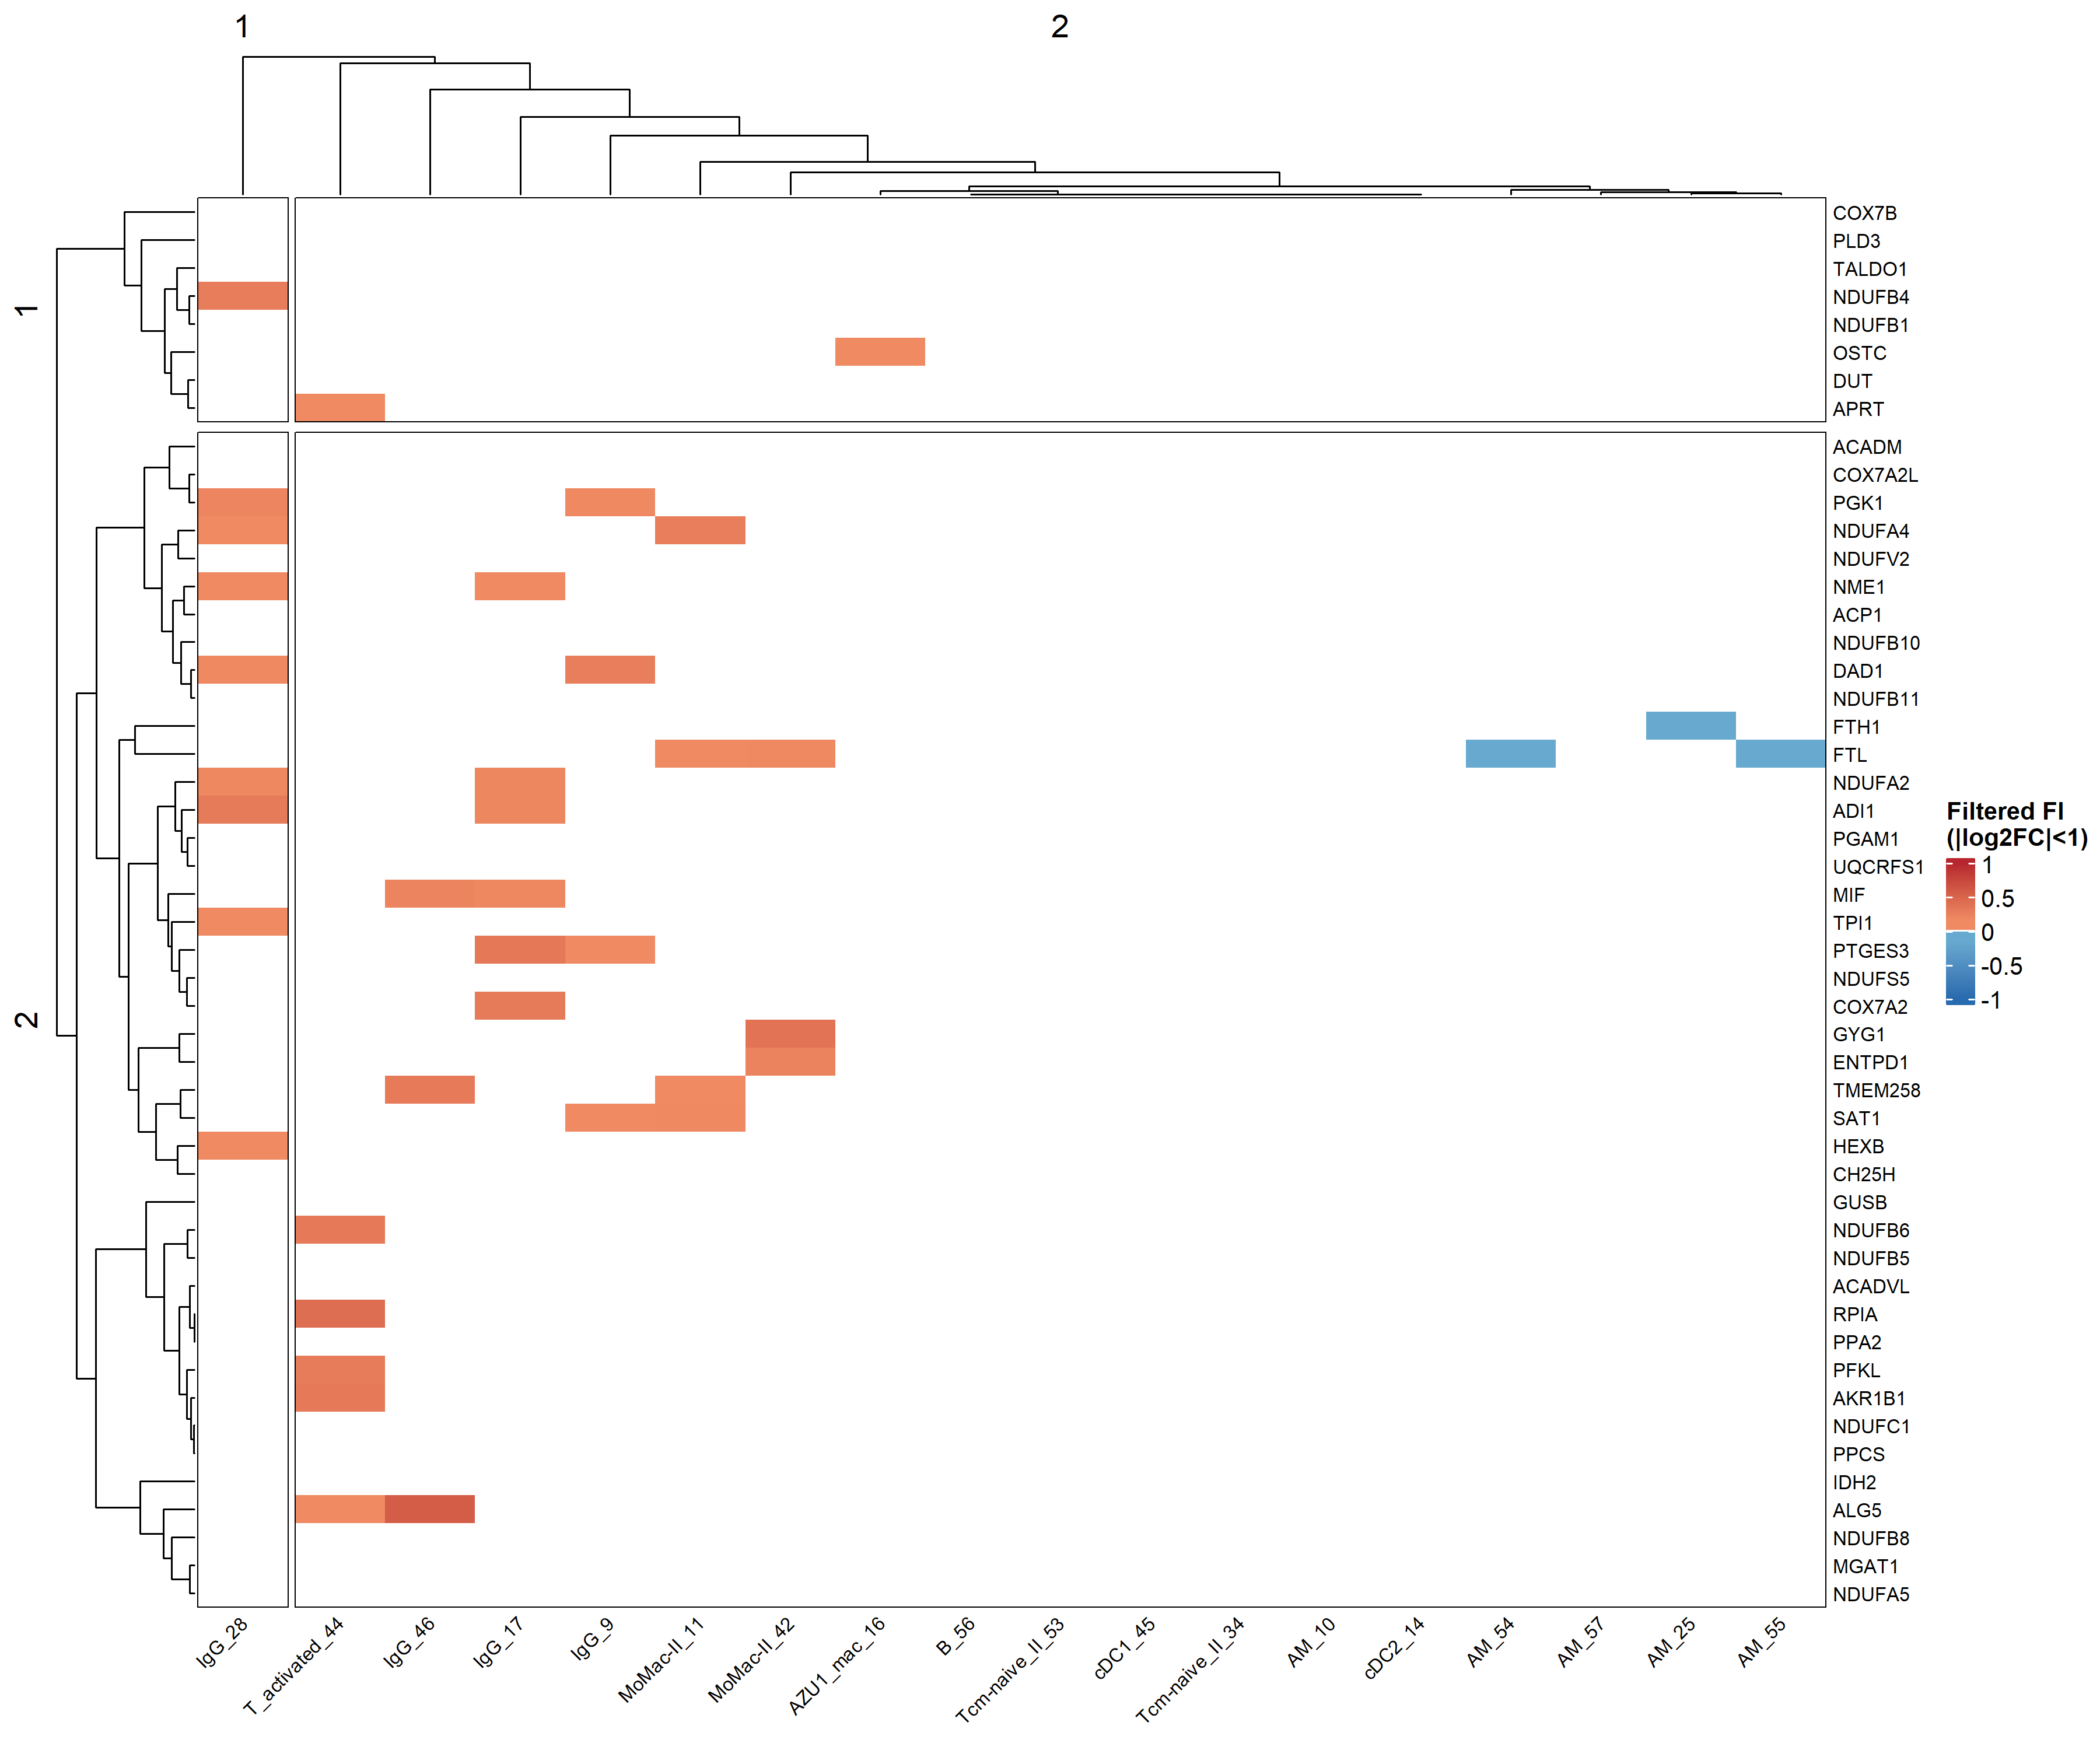 1
2
1
2
COX7B
PLD3
TALDO1
NDUFB4
NDUFB1
OSTC
DUT
APRT
ACADM
COX7A2L
PGK1
NDUFA4
NDUFV2
NME1
ACP1
NDUFB10
DAD1
NDUFB11
FTH1
FTL
NDUFA2
ADI1
PGAM1
UQCRFS1
MIF
TPI1
PTGES3
NDUFS5
COX7A2
GYG1
ENTPD1
TMEM258
SAT1
HEXB
CH25H
GUSB
NDUFB6
NDUFB5
ACADVL
RPIA
PPA2
PFKL
AKR1B1
NDUFC1
PPCS
IDH2
ALG5
NDUFB8
MGAT1
NDUFA5
Filtered FI
(|log2FC|<1)
1
0.5
0
-0.5
-1
IgG_28
T_activated_44
IgG_46
IgG_17
IgG_9
MoMac-II_11
MoMac-II_42
AZU1_mac_16
B_56
Tcm-naive_II_53
cDC1_45
Tcm-naive_II_34
AM_10
cDC2_14
AM_54
AM_57
AM_25
AM_55